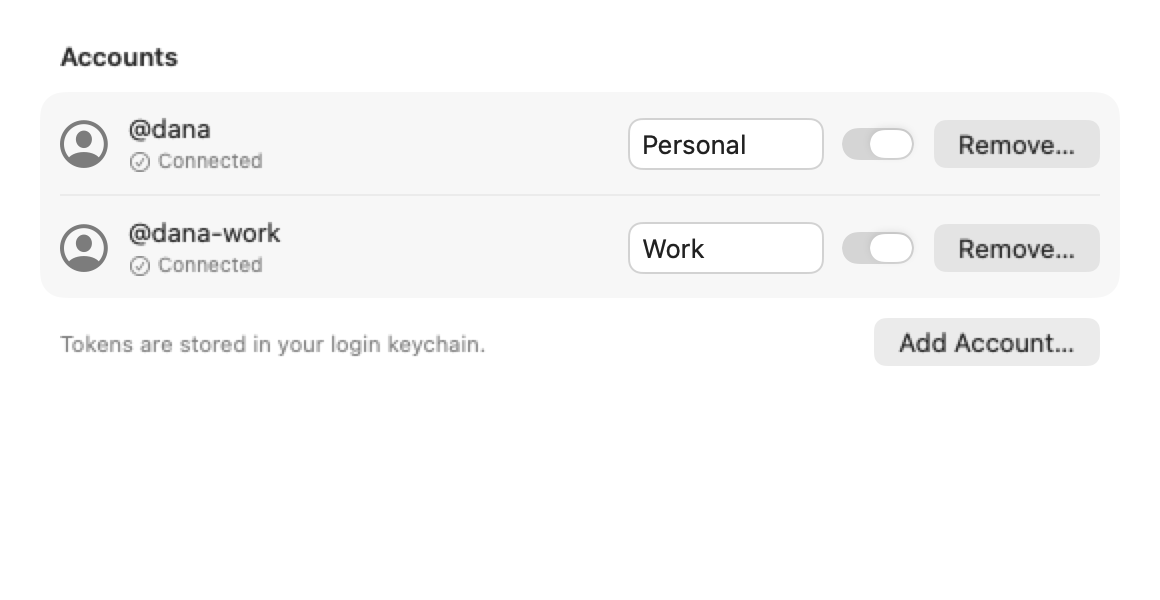 Accounts
@dana
Connected
Personal
Remove...
@dana-work
Connected
Work
Remove...
Tokens are stored in your login keychain.
Add Account...